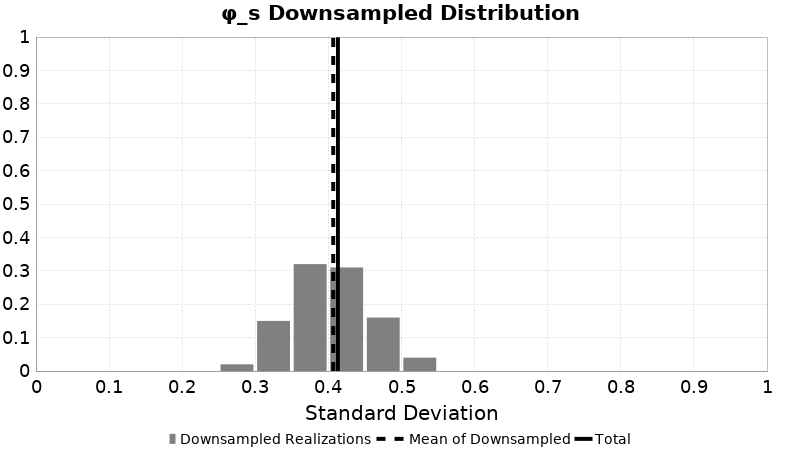 φ_s Downsampled Distribution
1
0.9
0.8
0.7
0.6
0.5
0.4
0.3
0.2
0.1
0
0 0.1 0.2 0.3 0.4 0.5 0.6 0.7 0.8 0.9 1
Standard Deviation
Downsampled Realizations Mean of Downsampled Total